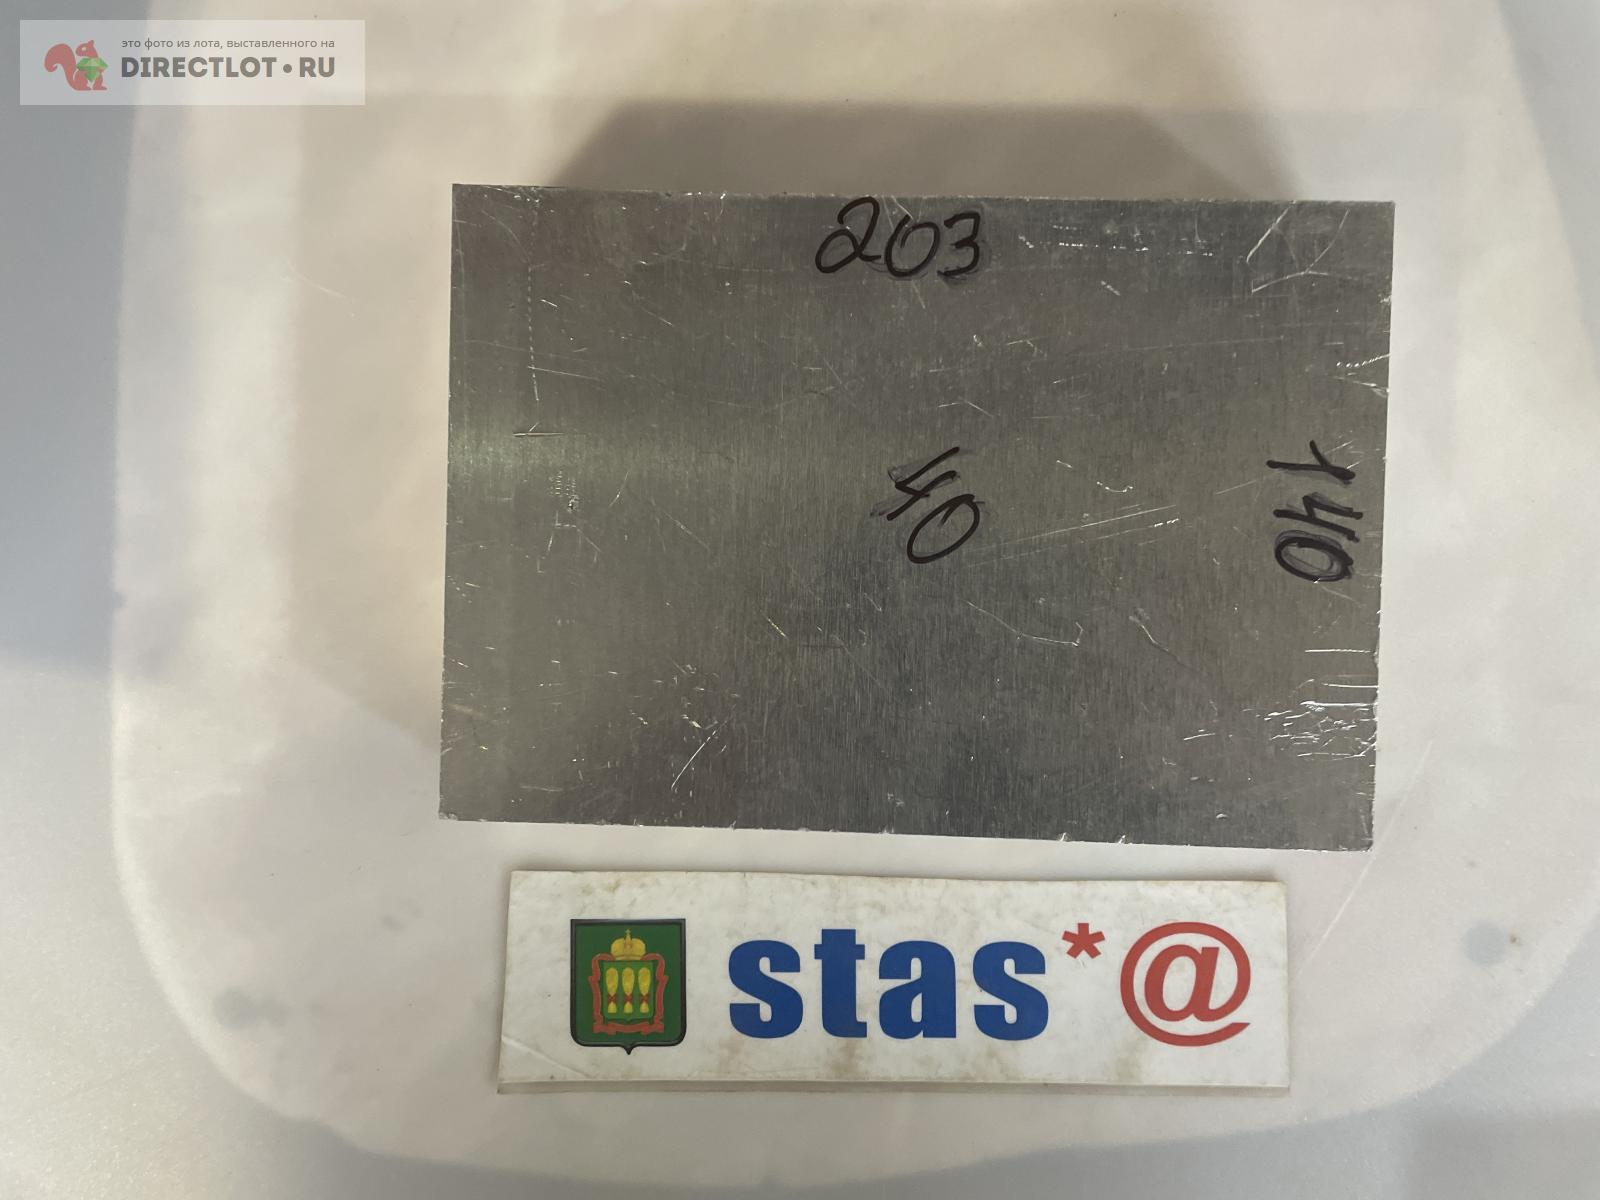 это фото из лота, выставленного на
DIRECTLOT•RU
203
40
140
stas*@